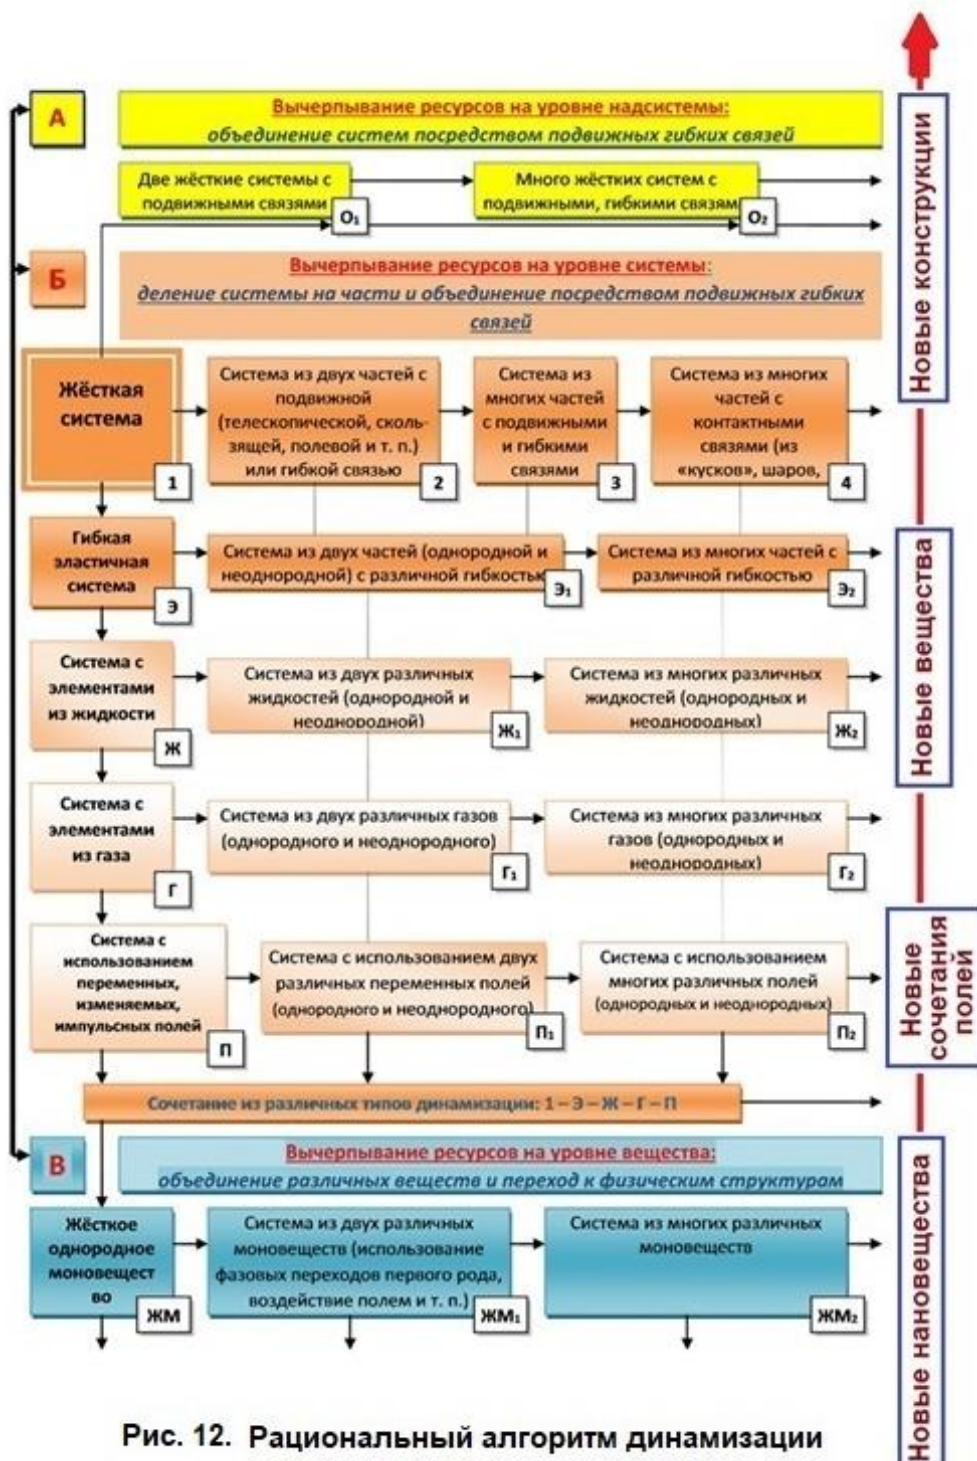 А
Вычерпывание ресурсов на уровне надсистемы:
объединение систем посредством подвижных гибких связей
Две жёсткие системы с
подвижными связями
О₁
Много жёстких систем с
подвижными, гибкими связям
О₂
Б
Вычерпывание ресурсов на уровне системы:
деление системы на части и объединение посредством подвижных гибких
связей
Жёсткая
система
1
Система из двух частей с
подвижной
(телескопической, сколь-
зящей, полевой и т. п.)
или гибкой связью
2
Система из
многих частей
с подвижными
и гибкими
связями
3
Система из многих
частей с
контактными
связями (из
«кусков», шаров,
4
Гибкая
эластичная
система
Э
Система из двух частей (однородной и
неоднородной) с различной гибкостью
Э₁
Система из многих частей с
различной гибкостью
Э₂
Система с
элементами
из жидкости
Ж
Система из двух различных
жидкостей (однородной и
неоднородной)
Ж₁
Система из многих различных
жидкостей (однородных и
неоднородных)
Ж₂
Система с
элементами
из газа
Г
Система из двух различных газов
(однородного и неоднородного)
Г₁
Система из многих различных
газов (однородных и
неоднородных)
Г₂
Система с
использованием
переменных,
изменяемых,
импульсных полей
П
Система с использованием двух
различных переменных полей
(однородного и неоднородного)
П₁
Система с использованием
многих различных полей
(однородных и неоднородных)
П₂
Сочетание из различных типов динамизации: 1 – Э – Ж – Г – П
В
Вычерпывание ресурсов на уровне вещества:
объединение различных веществ и переход к физическим структурам
Жёсткое
однородное
моновещест
во
ЖМ
Система из двух различных
моновеществ (использование
фазовых переходов первого рода,
воздействие полем и т. п.)
ЖМ₁
Система из многих различных
моновеществ
ЖМ₂
Новые конструкции
Новые вещества
Новые
сочетания
полей
Новые нановещества
Рис. 12. Рациональный алгоритм динамизации